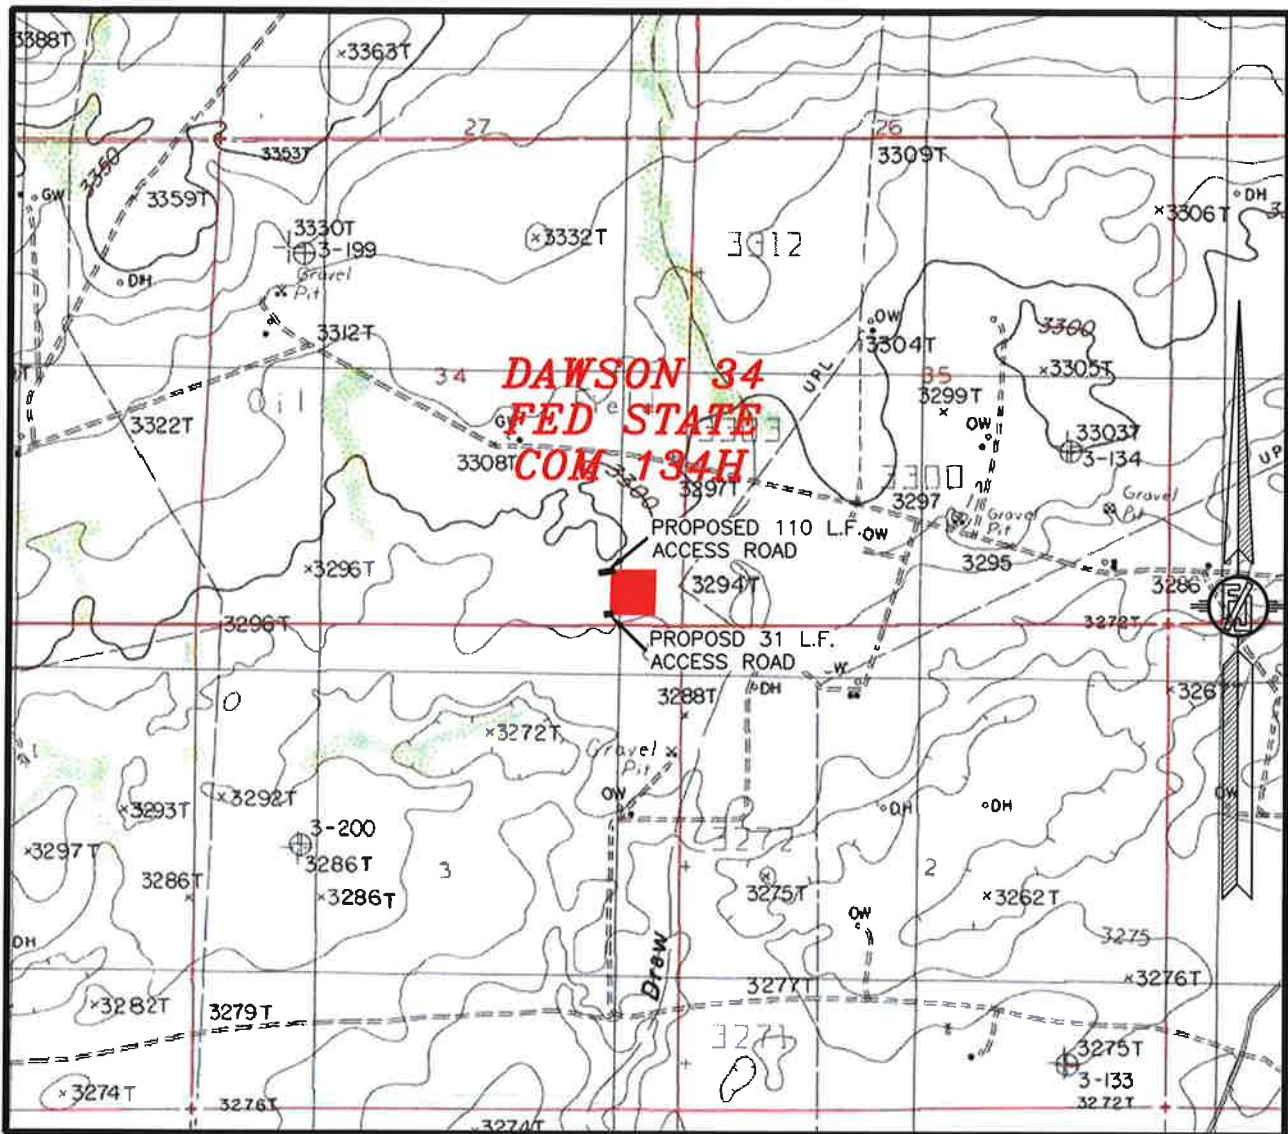 3388T
×3363T
27
26
3353T
3309T
3350
GW
3359T
×3306T
DH
3330T
3-199
×3332T
3312
Gravel
Pit
DH
OW
3312T
3304T
3300
×3305T
DAWSON 34
FED STATE
COM 134H
34
35
UPL
3299T
Oil
3322T
OW
3303T
3-134
GW
3308T
3300
3297T
3303
3300
3297
Gravel
Pit
Gravel
Pit
UP
PROPOSED 110 L.F.
ACCESS ROAD
OW
3295
×3296T
3294T
3286
3296T
3272T
PROPOSD 31 L.F.
ACCESS ROAD
W
DH
3288T
326
×3272T
Gravel
Pit
×3293T
×3292T
OW
DH
DH
OW
3-200
3286T
×3297T
3286T
×3286T
3
3272
3275T
2
×3262T
OW
DH
3275
×3276T
Draw
×3282T
3279T
3277T
3271
3275T
3-133
×3274T
3276T
3272T
×3274T